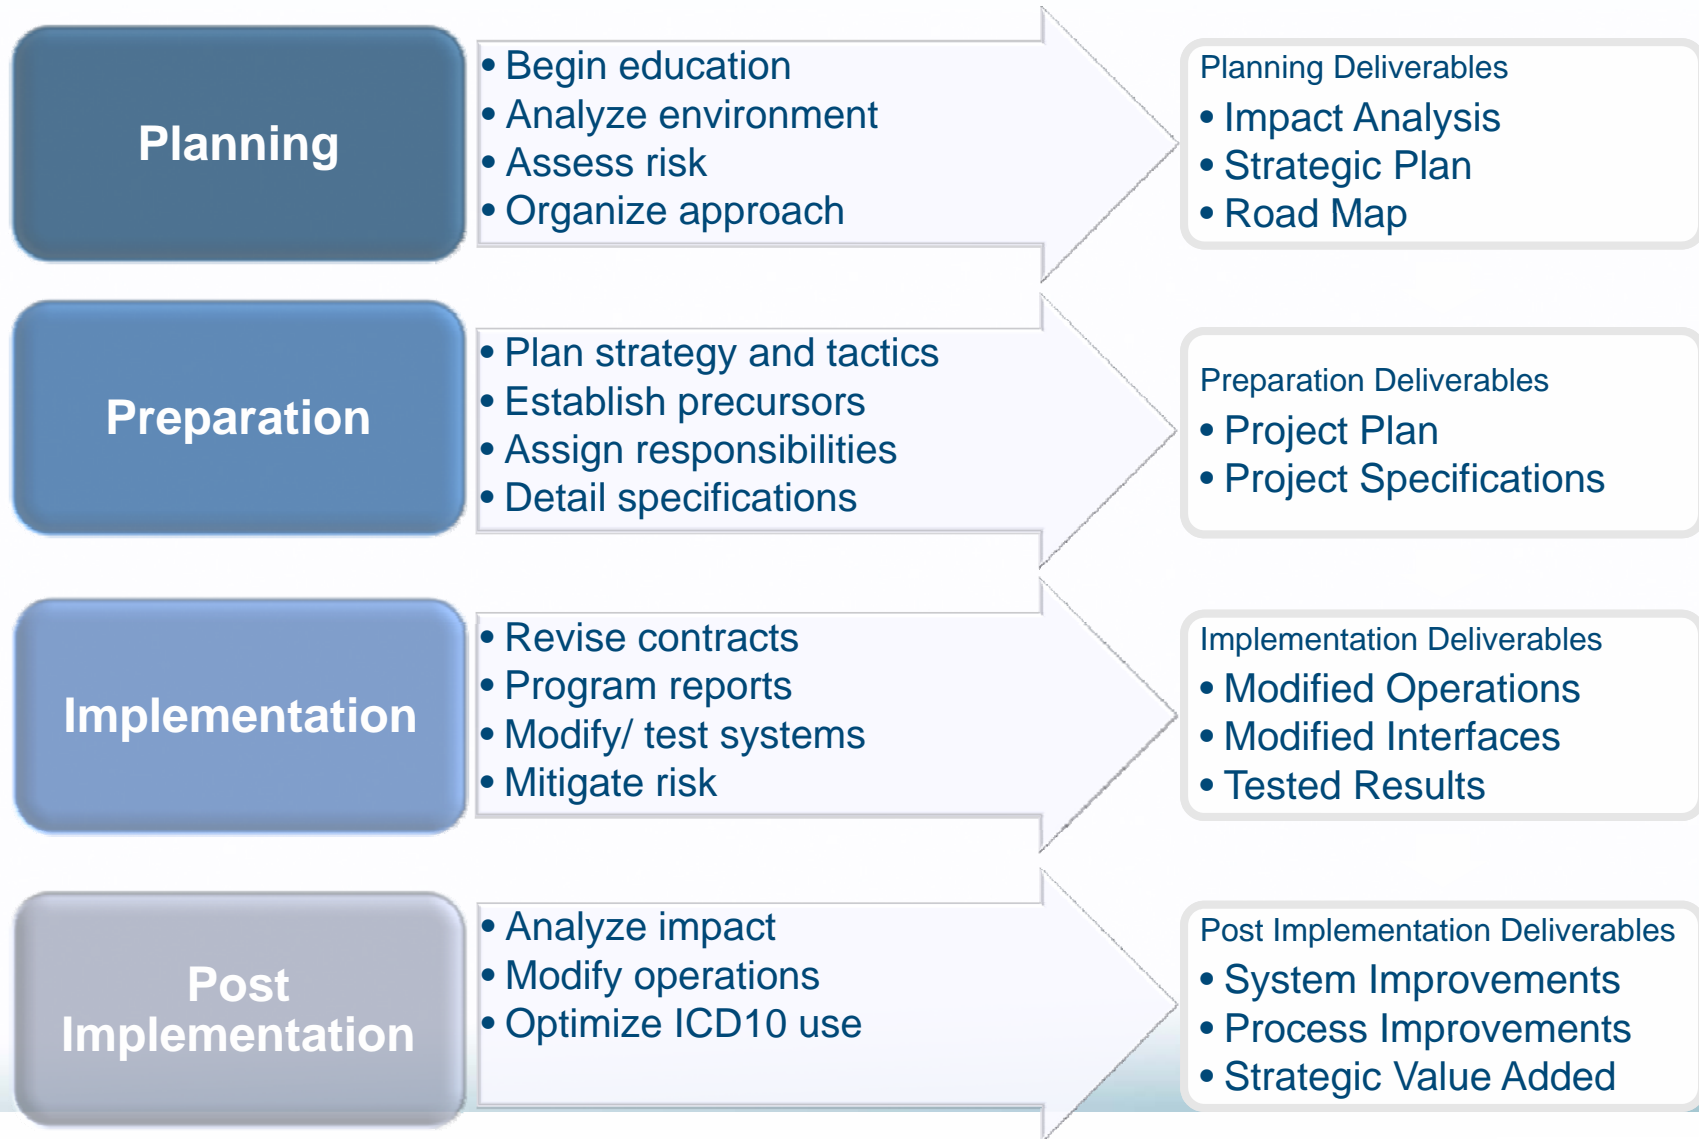 Planning
• Begin education
• Analyze environment
• Assess risk
• Organize approach
Planning Deliverables
• Impact Analysis
• Strategic Plan
• Road Map
Preparation
• Plan strategy and tactics
• Establish precursors
• Assign responsibilities
• Detail specifications
Preparation Deliverables
• Project Plan
• Project Specifications
Implementation
• Revise contracts
• Program reports
• Modify/ test systems
• Mitigate risk
Implementation Deliverables
• Modified Operations
• Modified Interfaces
• Tested Results
Post
Implementation
• Analyze impact
• Modify operations
• Optimize ICD10 use
Post Implementation Deliverables
• System Improvements
• Process Improvements
• Strategic Value Added